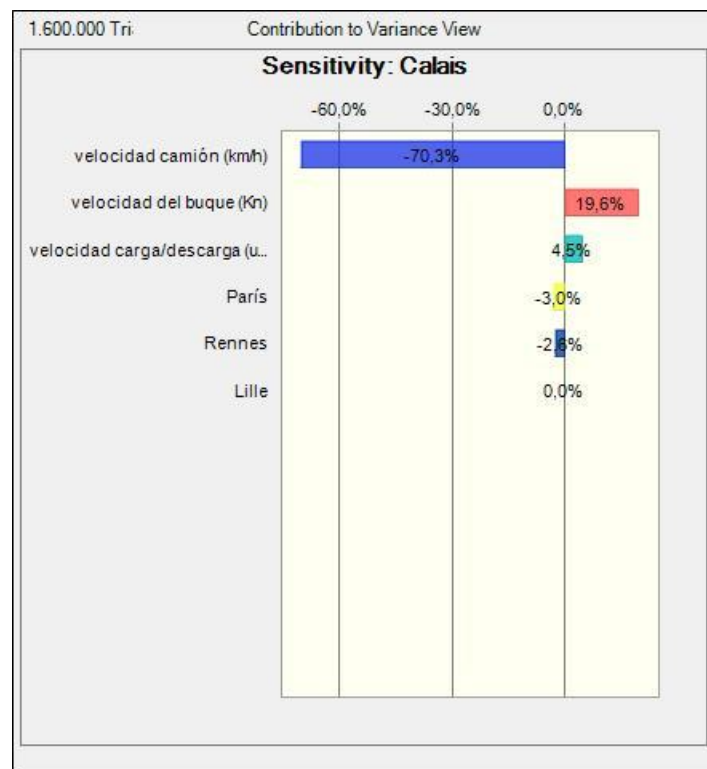 1.600.000 Tri
Contribution to Variance View
Sensitivity: Calais
-60,0% -30,0% 0,0%
velocidad camión (km/h) -70,3%
velocidad del buque (Kn) 19,6%
velocidad carga/descarga (u... 4,5%
París -3,0%
Rennes -2,6%
Lille 0,0%